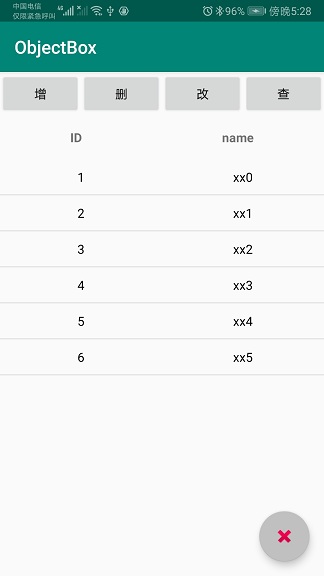 中国电信
仅限紧急呼叫 96% 傍晚5:28
ObjectBox
增 删 改 查
ID name
1 xx0
2 xx1
3 xx2
4 xx3
5 xx4
6 xx5